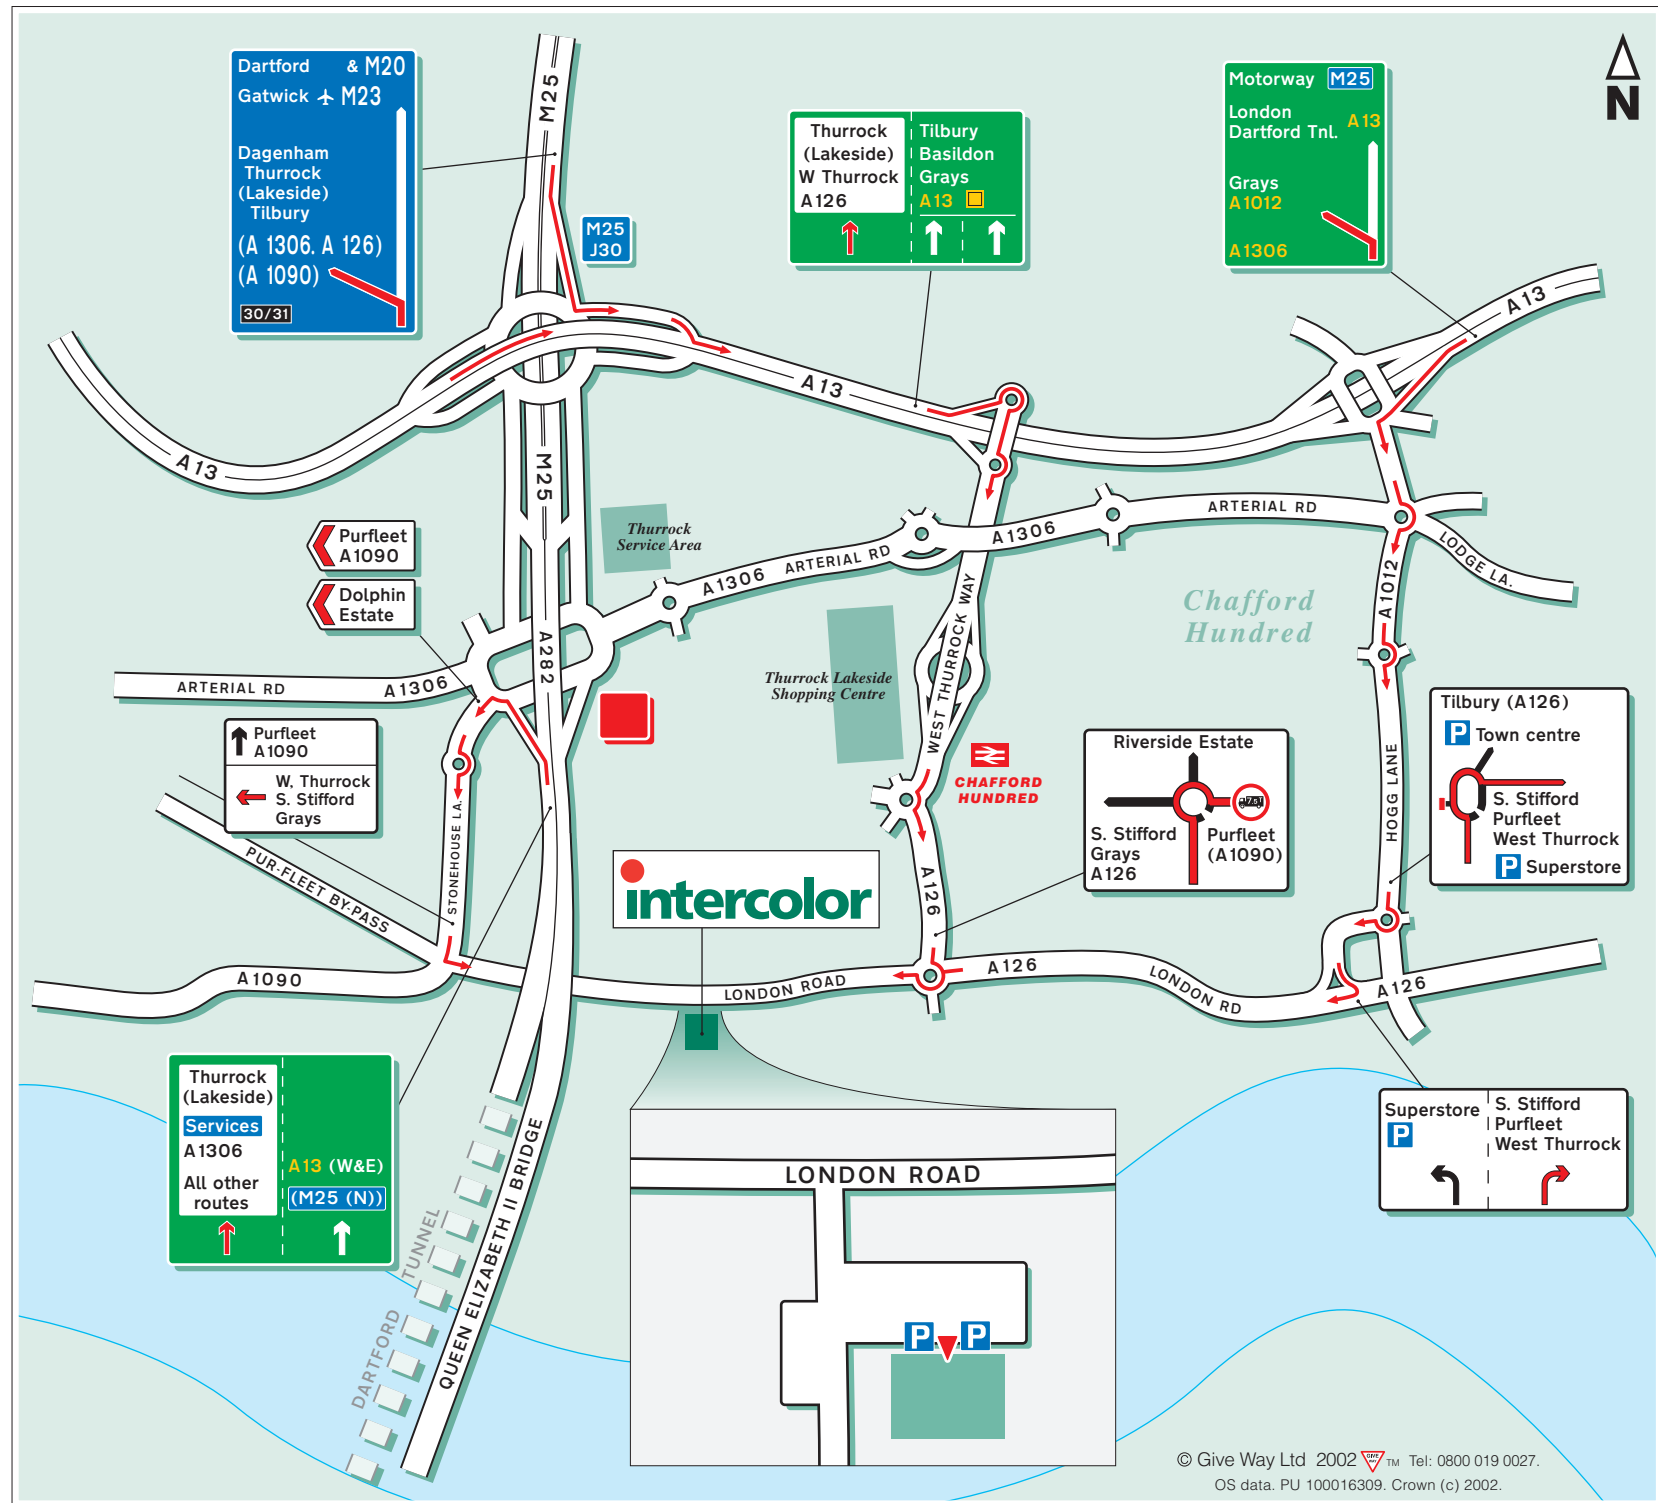 Dartford & M20
Gatwick M23
Dagenham
Thurrock
(Lakeside)
Tilbury
(A 1306. A 126)
(A 1090)
30/31
M25
M25
J30
Thurrock
(Lakeside)
W Thurrock
A126
Tilbury
Basildon
Grays
A13
Motorway M25
London
Dartford Tnl.
A13
Grays
A1012
A1306
N
A13
A13
A13
M25
Thurrock
Service Area
Purfleet
A1090
Dolphin
Estate
A1306
ARTERIAL RD
A1306
ARTERIAL RD
LODGE LA.
A1012
Chafford
Hundred
A282
ARTERIAL RD
A1306
Thurrock Lakeside
Shopping Centre
WEST THURROCK WAY
CHAFFORD
HUNDRED
Purfleet
A1090
W, Thurrock
S. Stifford
Grays
STONEHOUSE LA.
PUR-FLEET BY-PASS
A1090
Riverside Estate
S. Stifford
Grays
A126
7.5T
Purfleet
(A1090)
HOGG LANE
Tilbury (A126)
P Town centre
S. Stifford
Purfleet
West Thurrock
P Superstore
intercolor
A126
LONDON ROAD
A126
LONDON RD
A126
Thurrock
(Lakeside)
Services
A1306
All other
routes
A13 (W&E)
(M25 (N))
DARTFORD TUNNEL
QUEEN ELIZABETH II BRIDGE
Superstore
P
S. Stifford
Purfleet
West Thurrock
LONDON ROAD
P P
© Give Way Ltd 2002 GIVE WAY TM Tel: 0800 019 0027.
OS data. PU 100016309. Crown (c) 2002.